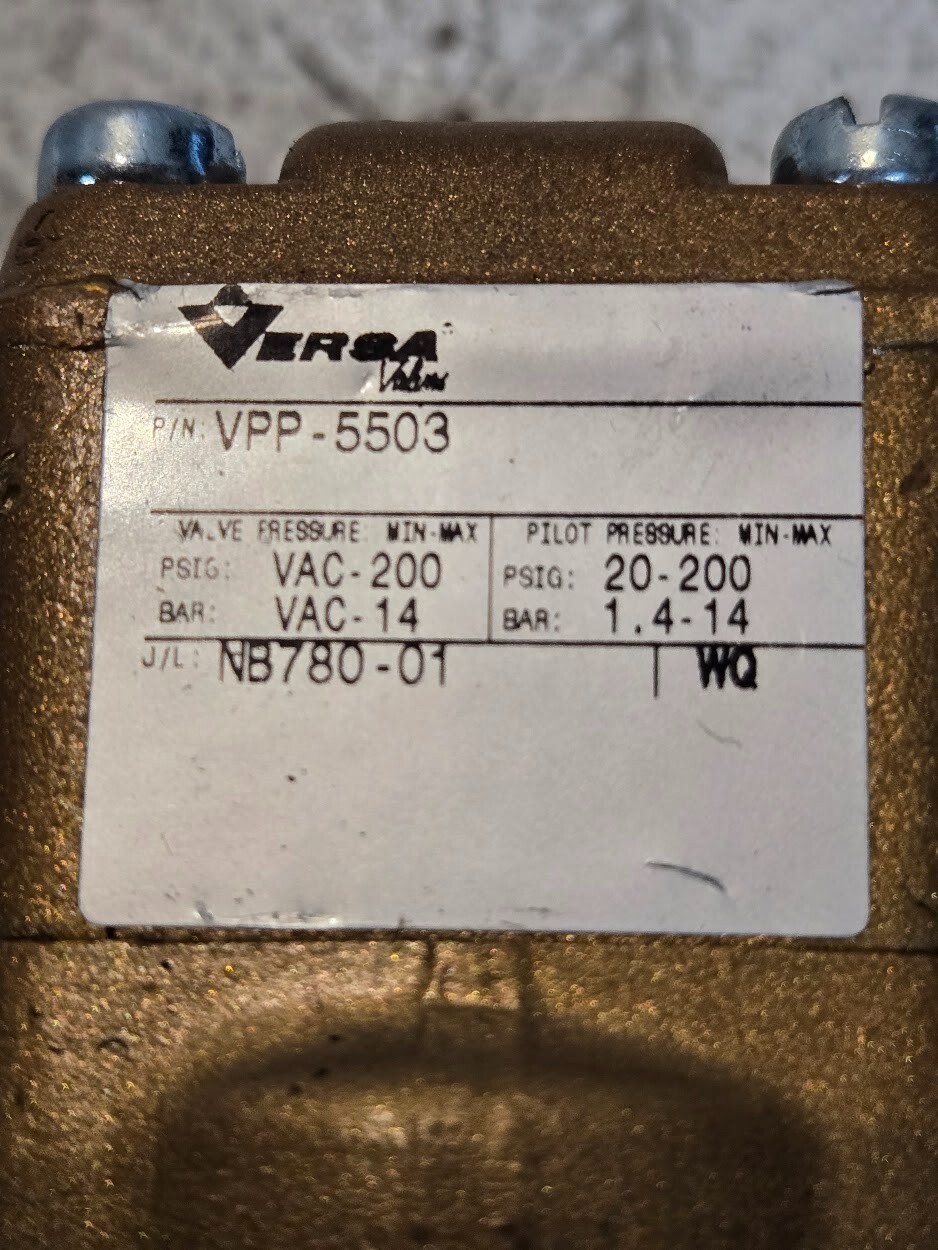 VERSA
Valves
P/N: VPP-5503
VALVE PRESSURE: MIN-MAX
PSIG: VAC-200
BAR: VAC-14
PILOT PRESSURE: MIN-MAX
PSIG: 20-200
BAR: 1.4-14
J/L: NB780-01 WQ